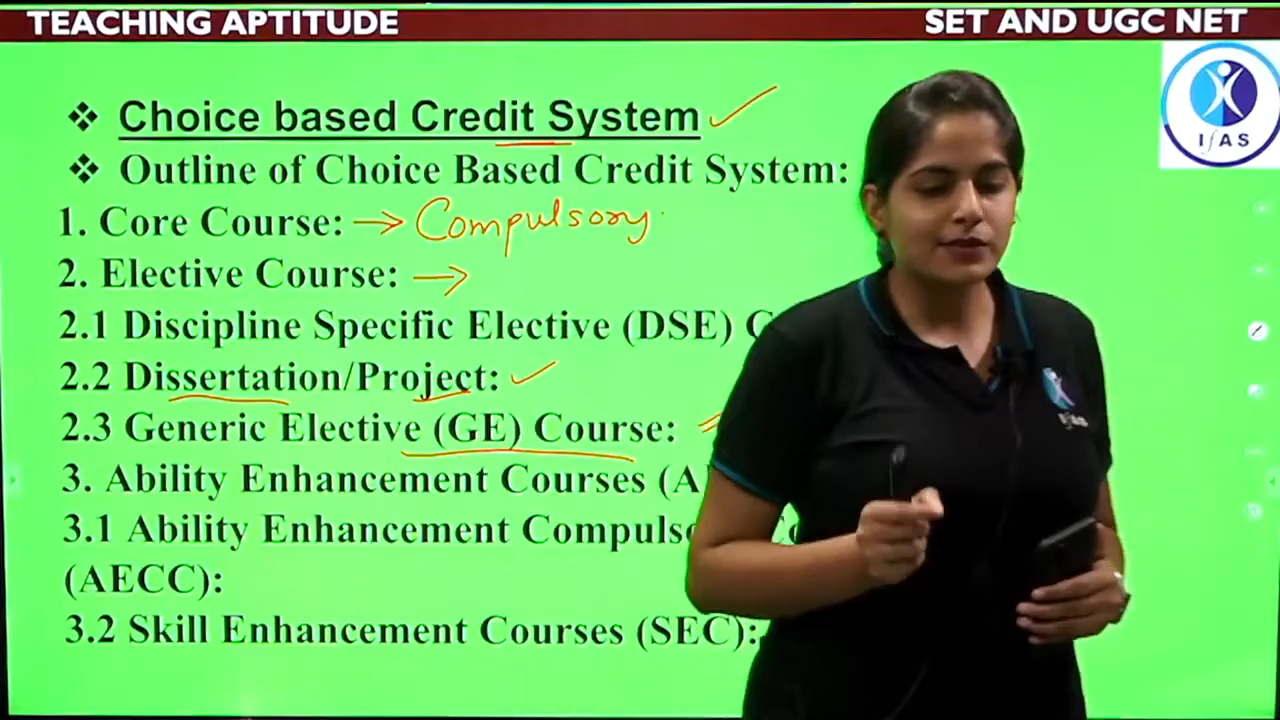 TEACHING APTITUDE
SET AND UGC NET
❖ Choice based Credit System
❖ Outline of Choice Based Credit System:
1. Core Course: → Compulsory
2. Elective Course: →
2.1 Discipline Specific Elective (DSE)
2.2 Dissertation/Project:
2.3 Generic Elective (GE) Course:
3. Ability Enhancement Courses
3.1 Ability Enhancement
(AECC):
3.2 Skill Enhancement Courses (SEC):
IfAS
IfAS